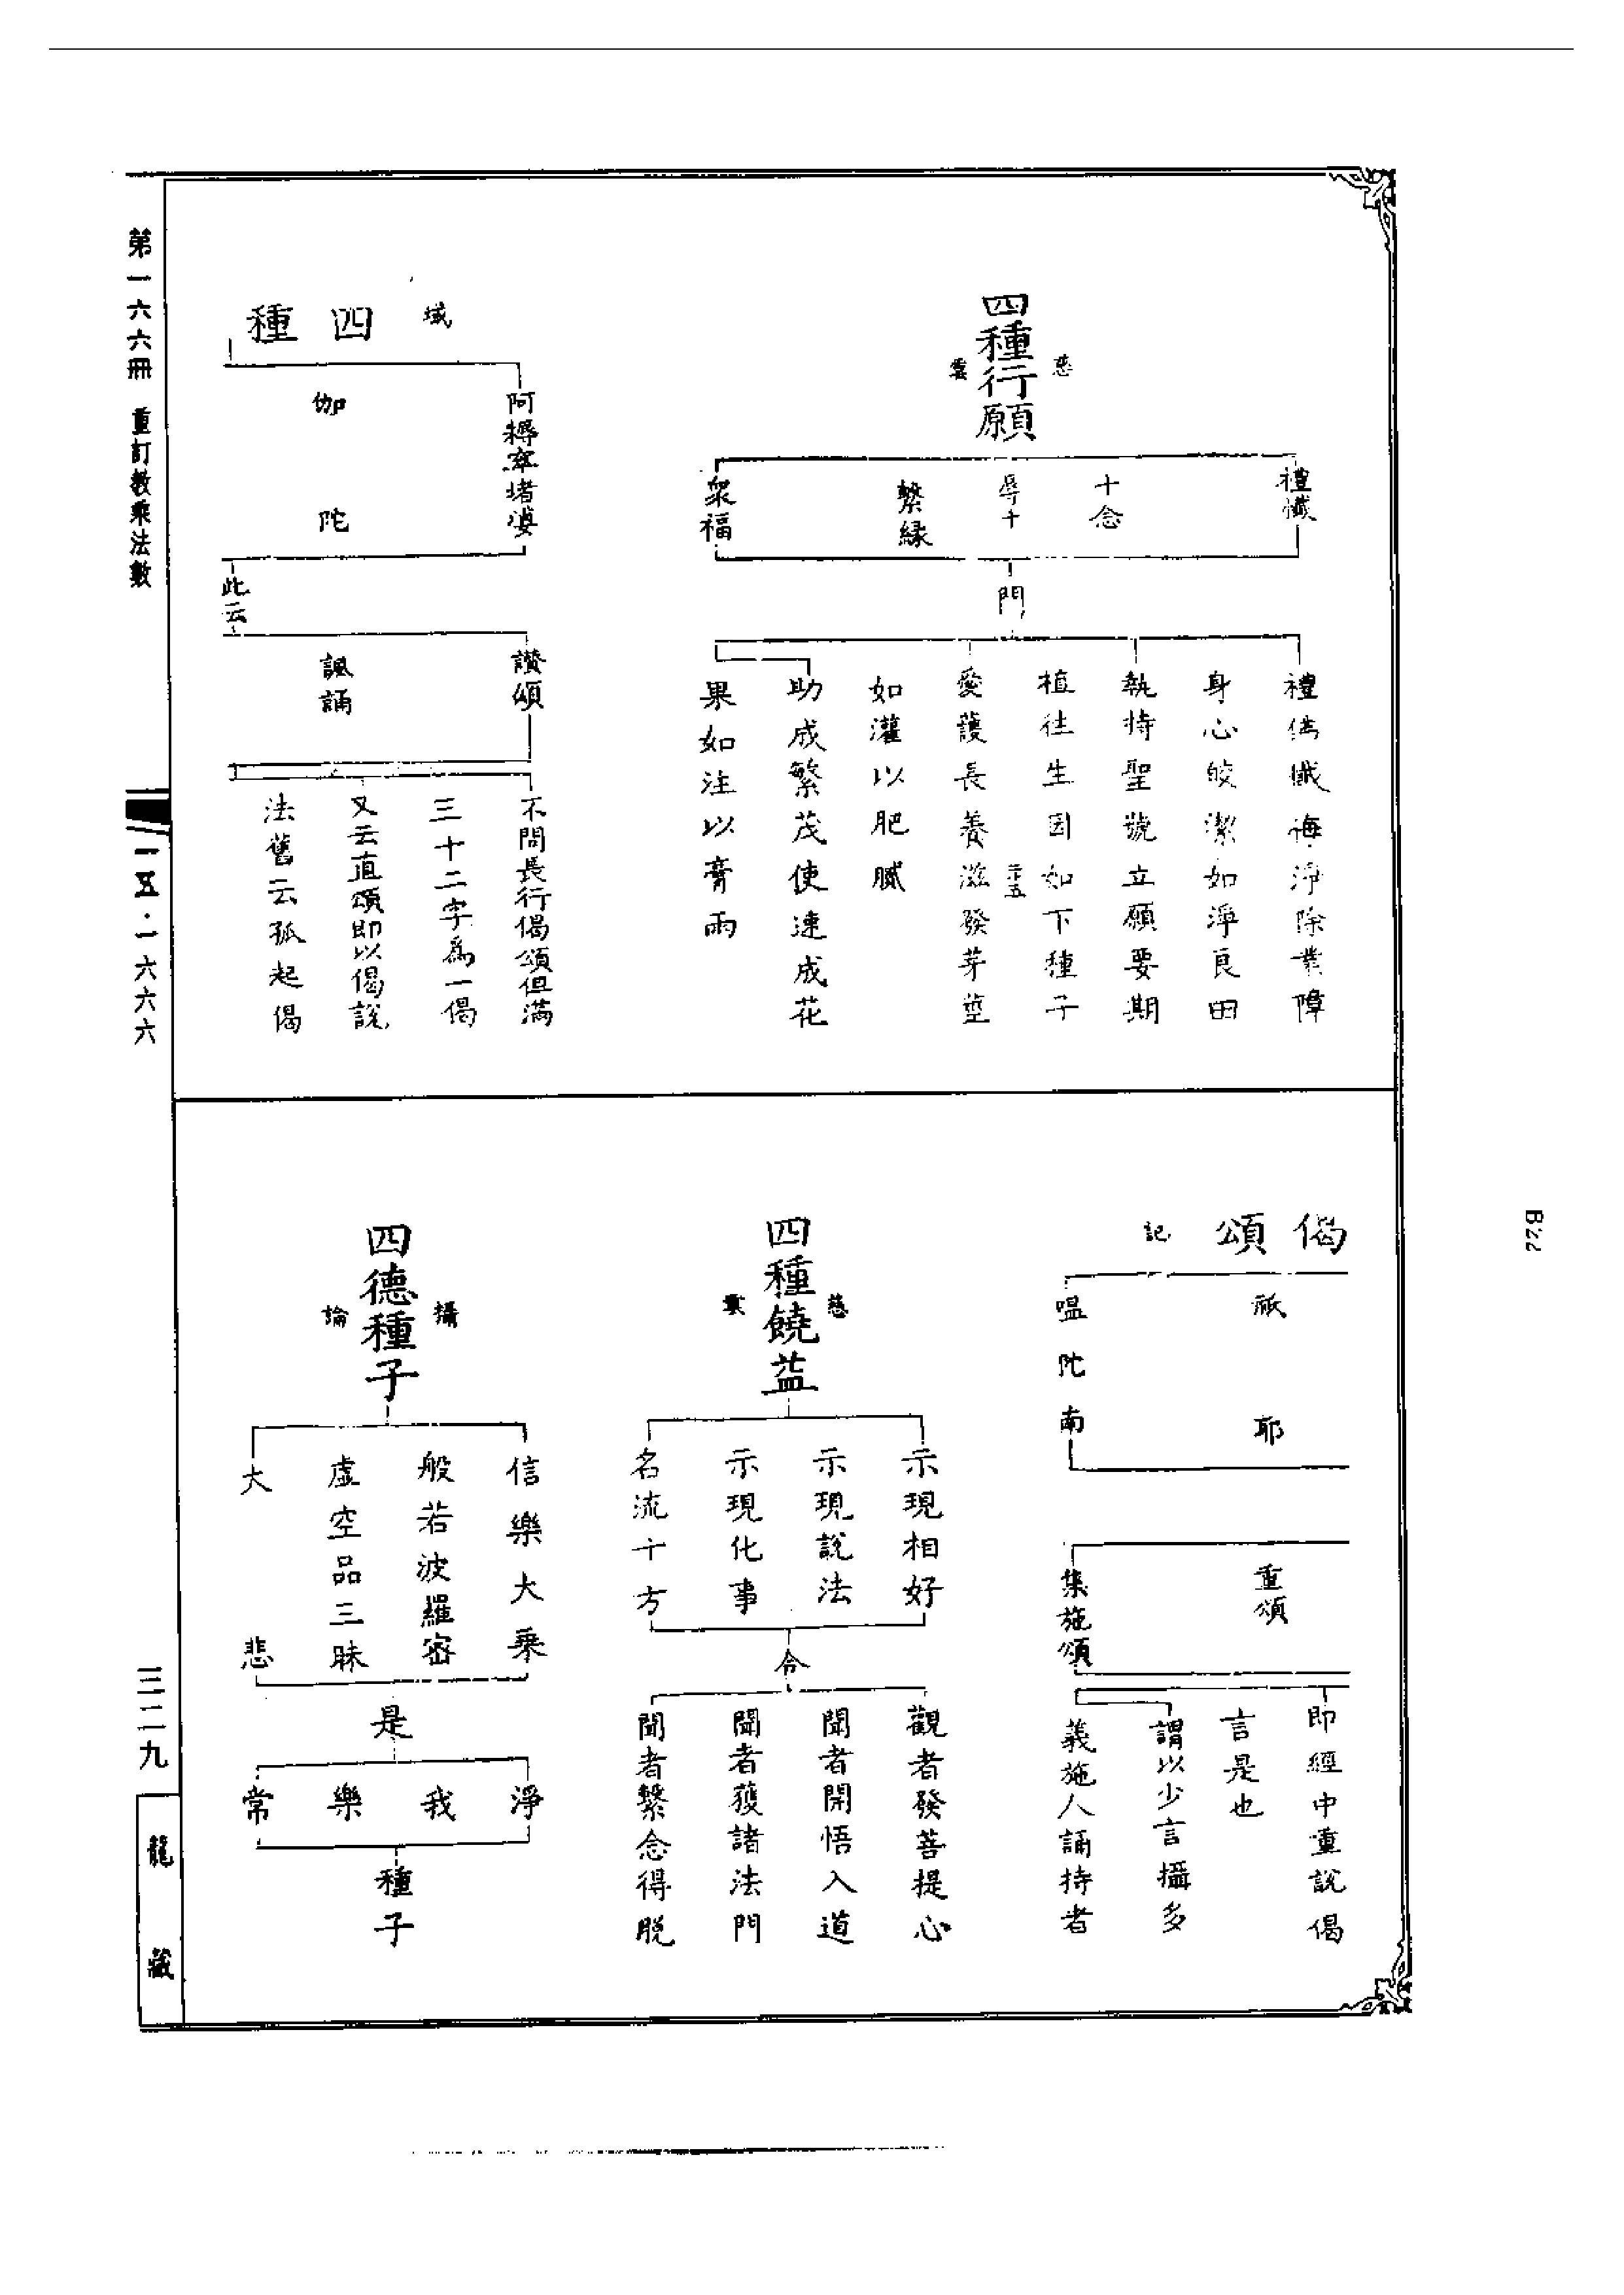 四種行願
慈
雲
禮懺
十念
繫緣
衆福
門
禮佛懺悔淨除業障
身心皎潔如淨良田
執持聖號立願要期
植往生因如下種子
愛護長養滋發芽莖
如灌以肥膩
助成繁茂使速成花
果如注以膏雨
域
四種
阿耨窣堵婆
伽陀
此云
讚頌
諷誦
不問長行偈頌但滿
三十二字爲一偈
又云直頌即以偈說
法舊云孤起偈
偈頌
記
祇耶
嗢陀南
重頌
集施頌
即經中重說偈
言是也
謂以少言攝多
義施人誦持者
四種饒益
慈
雲
示現相好
示現說法
示現化事
名流十方
令
觀者發菩提心
聞者開悟入道
聞者獲諸法門
聞者繫念得脫
四德種子
攝
論
信樂大乘
般若波羅密
虛空品三昧
大悲
是
淨
我
樂
常
種子
第一六六冊 重訂教乘法數
一五·一六六六
三二九
龍藏